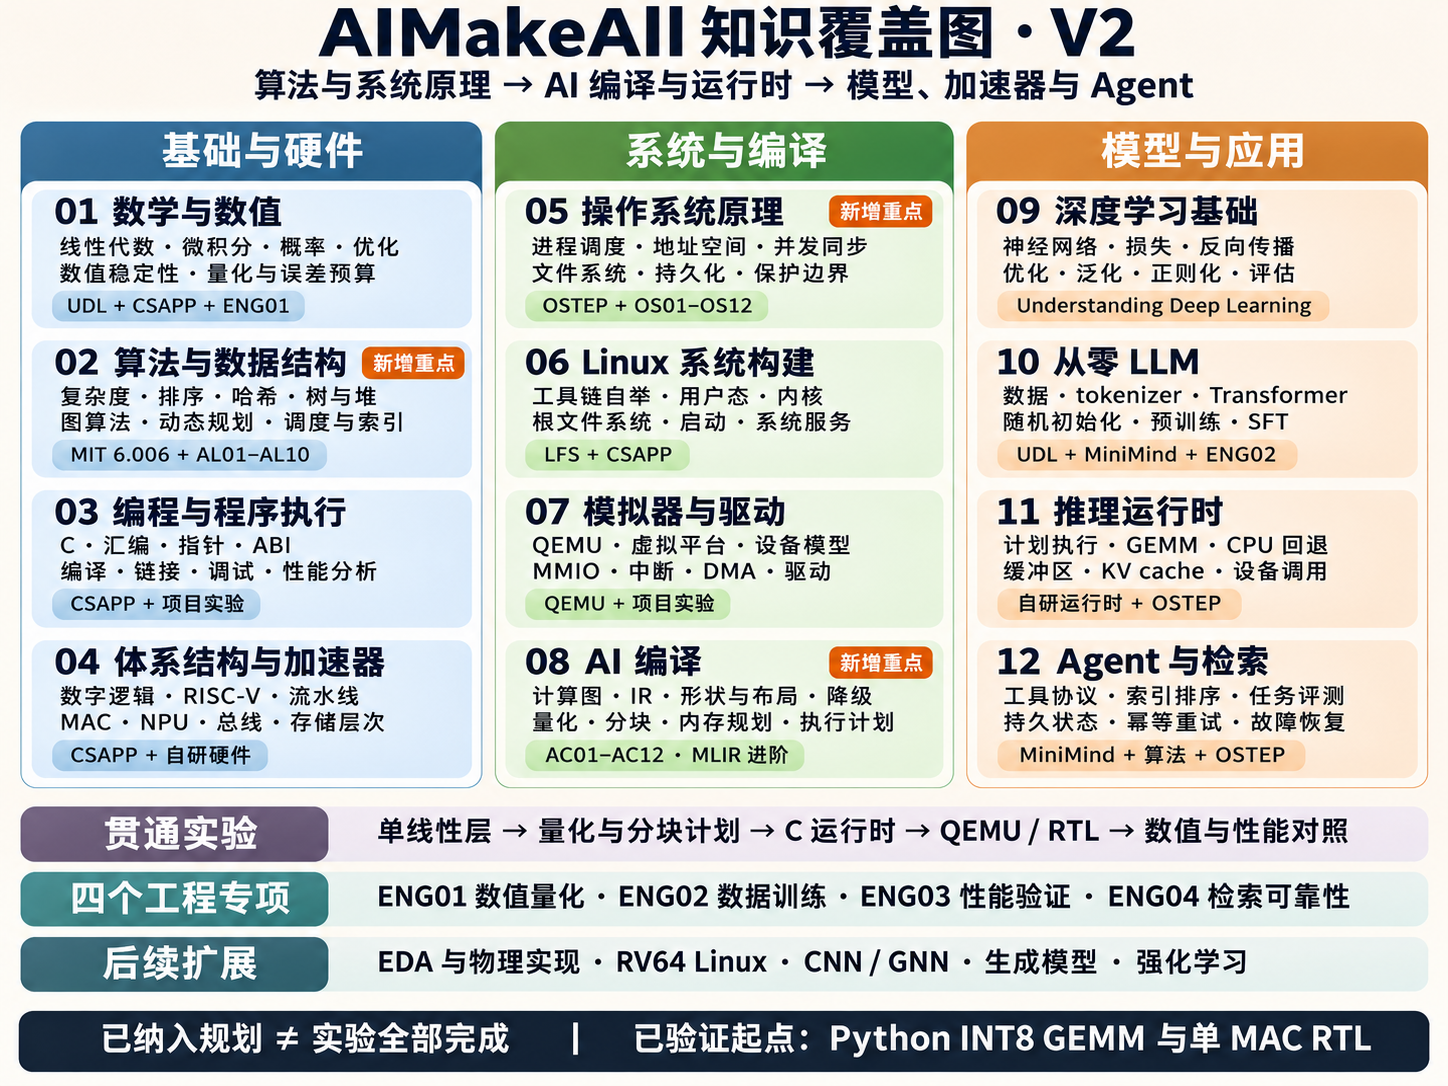 AIMakeAll 知识覆盖图 · V2
算法与系统原理 → AI 编译与运行时 → 模型、加速器与 Agent
基础与硬件
01 数学与数值
线性代数 · 微积分 · 概率 · 优化
数值稳定性 · 量化与误差预算
UDL + CSAPP + ENG01
02 算法与数据结构 新增重点
复杂度 · 排序 · 哈希 · 树与堆
图算法 · 动态规划 · 调度与索引
MIT 6.006 + AL01–AL10
03 编程与程序执行
C · 汇编 · 指针 · ABI
编译 · 链接 · 调试 · 性能分析
CSAPP + 项目实验
04 体系结构与加速器
数字逻辑 · RISC-V · 流水线
MAC · NPU · 总线 · 存储层次
CSAPP + 自研硬件
系统与编译
05 操作系统原理 新增重点
进程调度 · 地址空间 · 并发同步
文件系统 · 持久化 · 保护边界
OSTEP + OS01–OS12
06 Linux 系统构建
工具链自举 · 用户态 · 内核
根文件系统 · 启动 · 系统服务
LFS + CSAPP
07 模拟器与驱动
QEMU · 虚拟平台 · 设备模型
MMIO · 中断 · DMA · 驱动
QEMU + 项目实验
08 AI 编译 新增重点
计算图 · IR · 形状与布局 · 降级
量化 · 分块 · 内存规划 · 执行计划
AC01–AC12 · MLIR 进阶
模型与应用
09 深度学习基础
神经网络 · 损失 · 反向传播
优化 · 泛化 · 正则化 · 评估
Understanding Deep Learning
10 从零 LLM
数据 · tokenizer · Transformer
随机初始化 · 预训练 · SFT
UDL + MiniMind + ENG02
11 推理运行时
计划执行 · GEMM · CPU 回退
缓冲区 · KV cache · 设备调用
自研运行时 + OSTEP
12 Agent 与检索
工具协议 · 索引排序 · 任务评测
持久状态 · 幂等重试 · 故障恢复
MiniMind + 算法 + OSTEP
贯通实验 单线性层 → 量化与分块计划 → C 运行时 → QEMU / RTL → 数值与性能对照
四个工程专项 ENG01 数值量化 · ENG02 数据训练 · ENG03 性能验证 · ENG04 检索可靠性
后续扩展 EDA 与物理实现 · RV64 Linux · CNN / GNN · 生成模型 · 强化学习
已纳入规划 ≠ 实验全部完成 | 已验证起点：Python INT8 GEMM 与单 MAC RTL